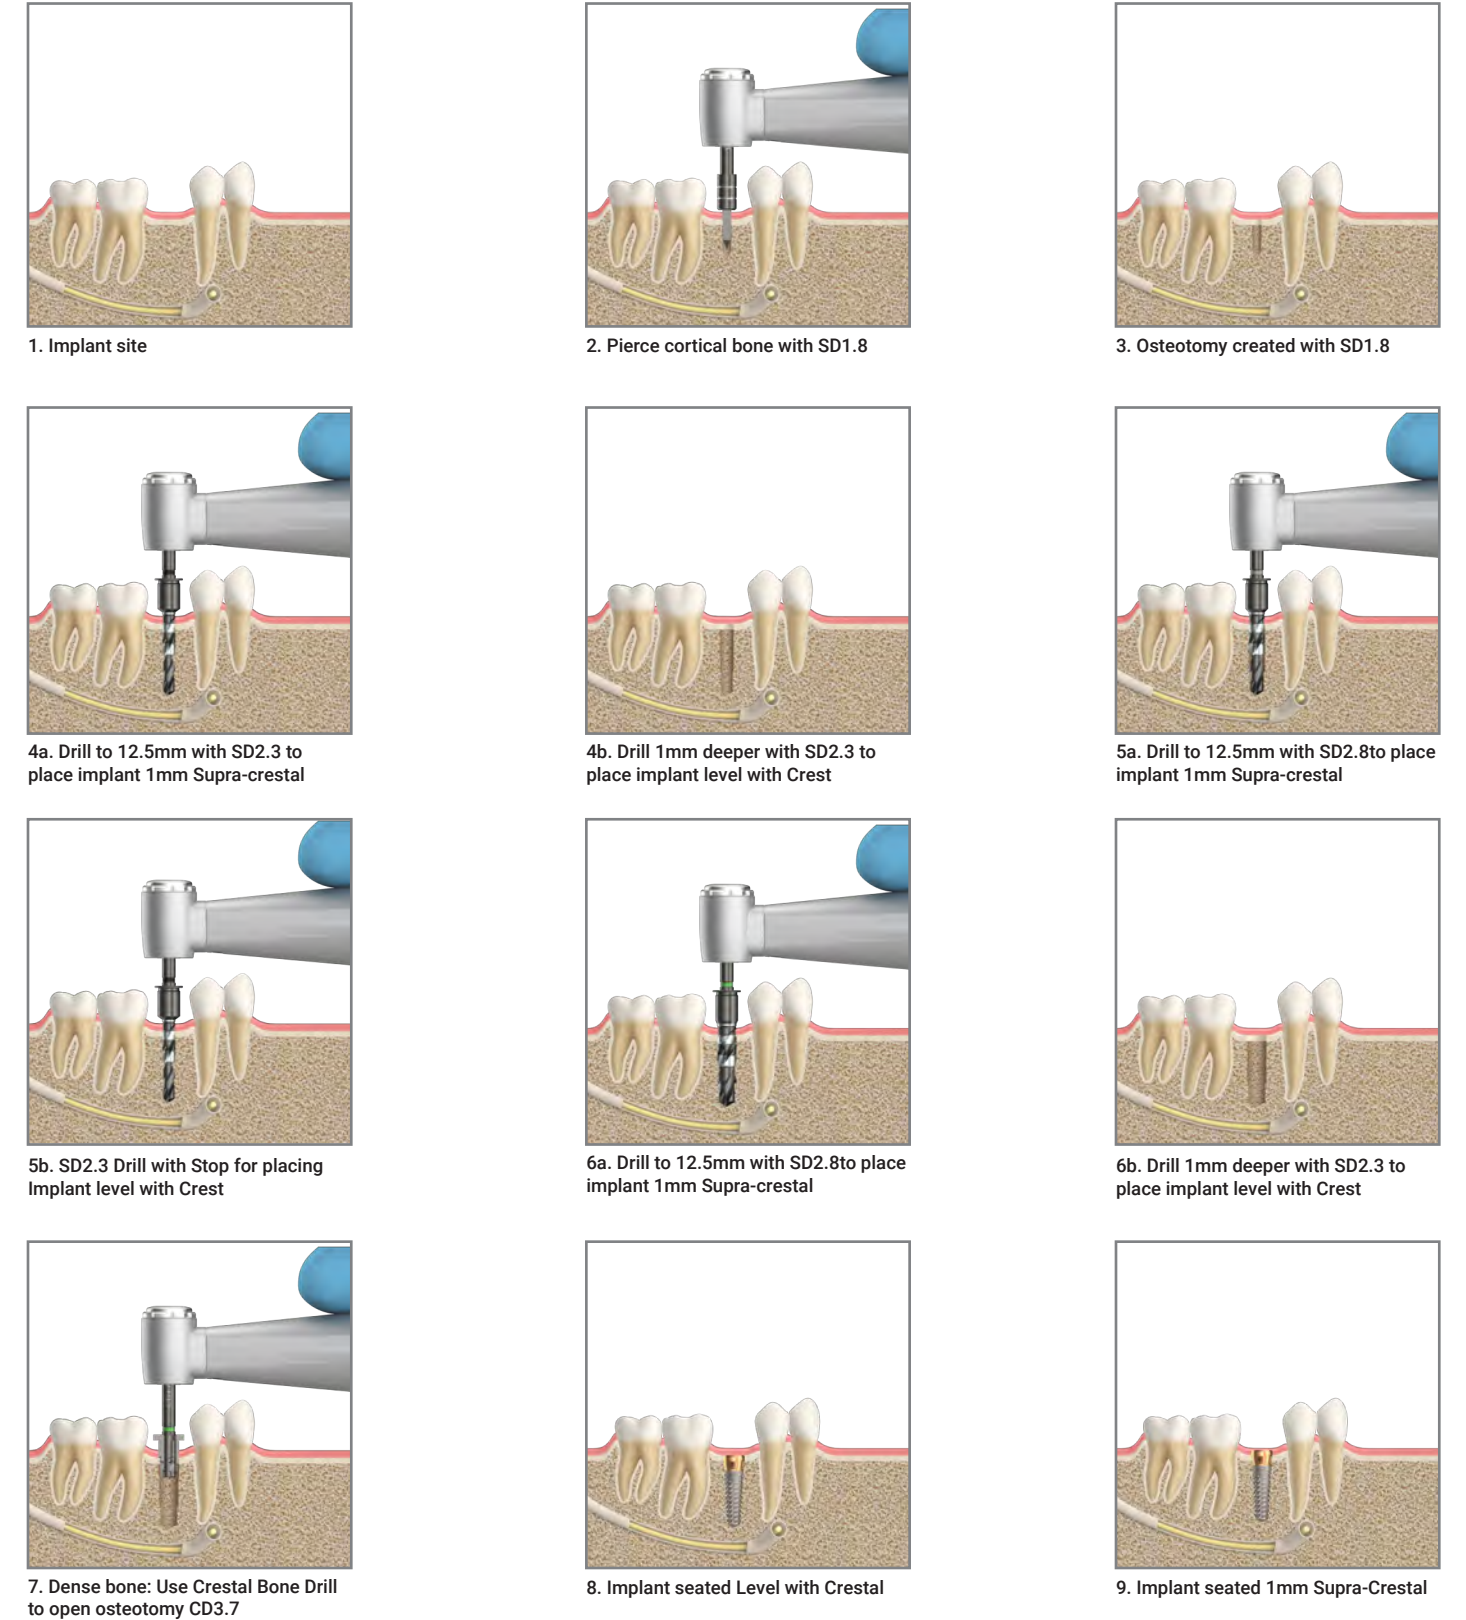 1. Implant site
2. Pierce cortical bone with SD1.8
3. Osteotomy created with SD1.8
4a. Drill to 12.5mm with SD2.3 to
place implant 1mm Supra-crestal
4b. Drill 1mm deeper with SD2.3 to
place implant level with Crest
5a. Drill to 12.5mm with SD2.8to place
implant 1mm Supra-crestal
5b. SD2.3 Drill with Stop for placing
Implant level with Crest
6a. Drill to 12.5mm with SD2.8to place
implant 1mm Supra-crestal
6b. Drill 1mm deeper with SD2.3 to
place implant level with Crest
7. Dense bone: Use Crestal Bone Drill
to open osteotomy CD3.7
8. Implant seated Level with Crestal
9. Implant seated 1mm Supra-Crestal